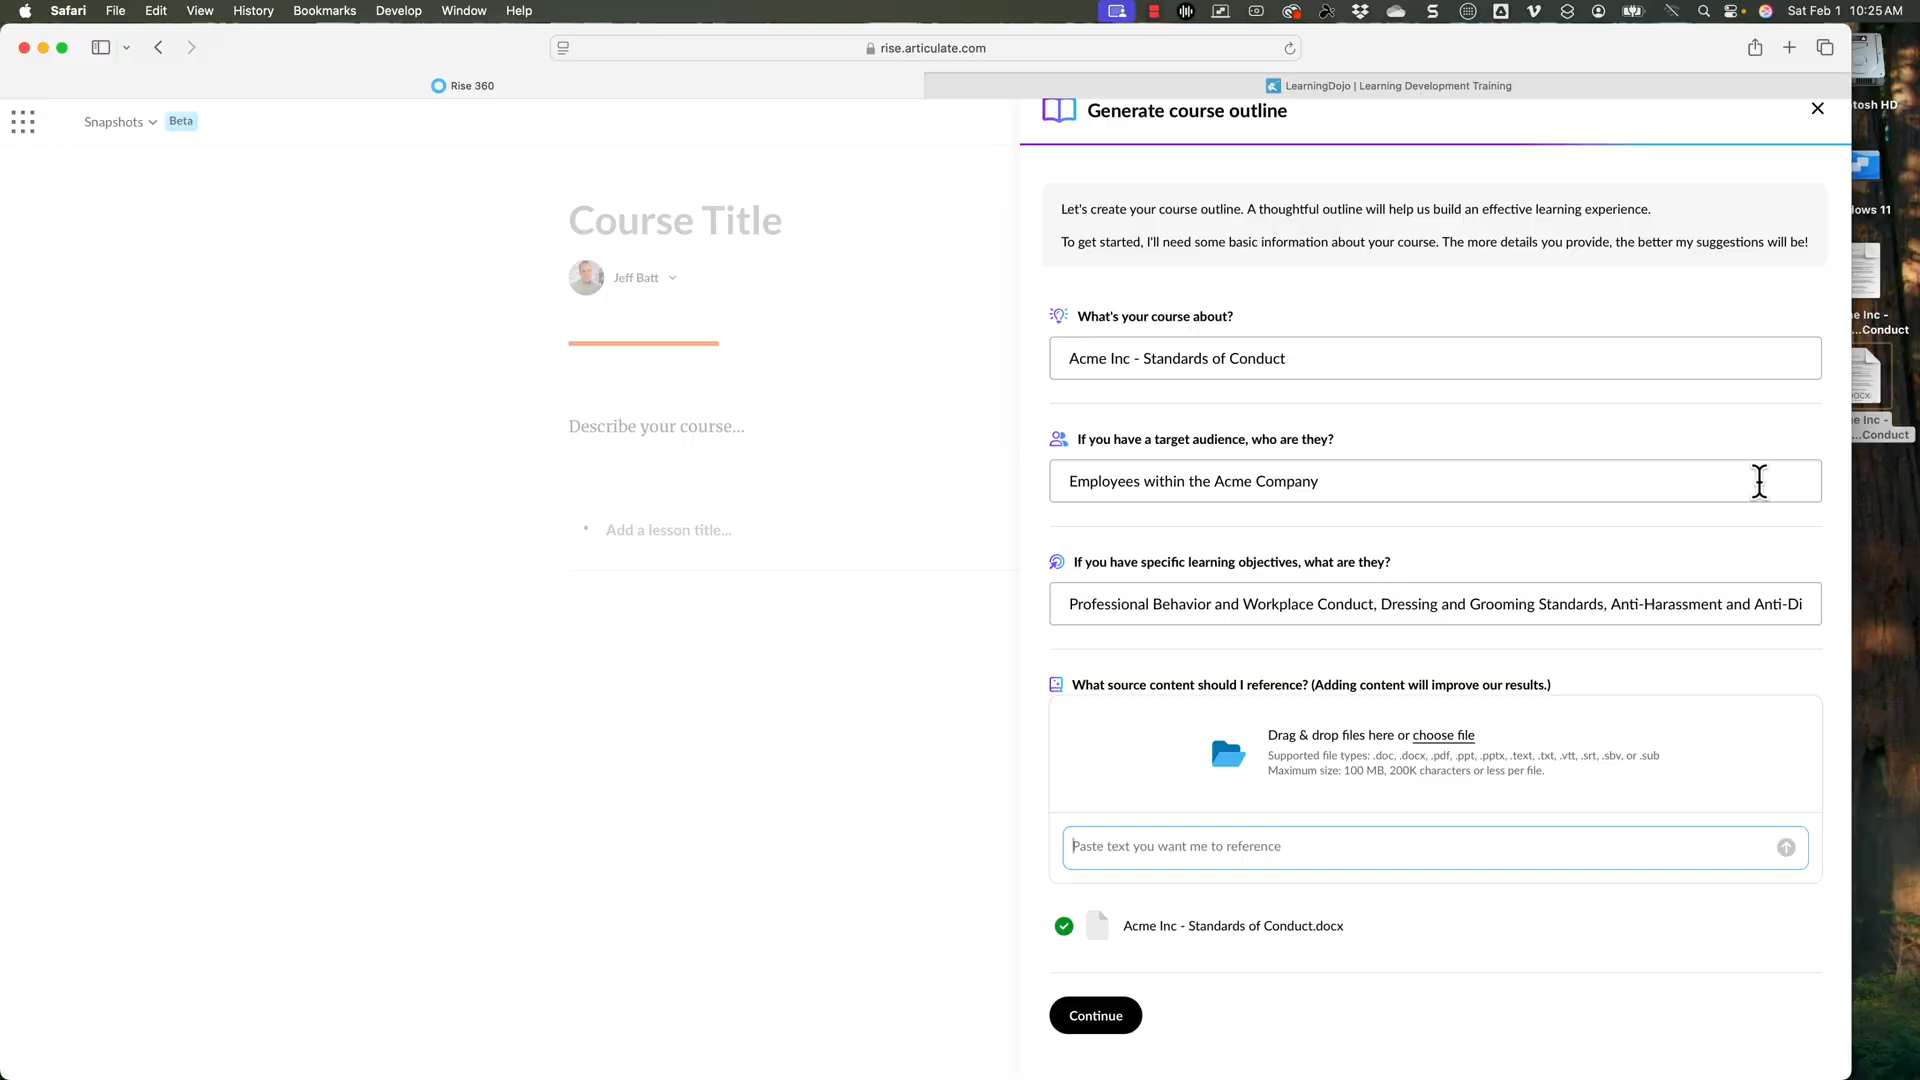 Safari File Edit View History Bookmarks Develop Window Help
Sat Feb 1 10:25 AM
rise.articulate.com
Rise 360
LearningDojo | Learning Development Training
Snapshots
Beta
Course Title
Jeff Batt
Describe your course...
Add a lesson title...
Generate course outline
Let's create your course outline. A thoughtful outline will help us build an effective learning experience.
To get started, I'll need some basic information about your course. The more details you provide, the better my suggestions will be!
What's your course about?
Acme Inc - Standards of Conduct
If you have a target audience, who are they?
Employees within the Acme Company
If you have specific learning objectives, what are they?
Professional Behavior and Workplace Conduct, Dressing and Grooming Standards, Anti-Harassment and Anti-Di
What source content should I reference? (Adding content will improve our results.)
Drag & drop files here or choose file
Supported file types: .doc, .docx, .pdf, .ppt, .pptx, .text, .txt, .vtt, .srt, .sbv, or .sub
Maximum size: 100 MB, 200K characters or less per file.
Paste text you want me to reference
Acme Inc - Standards of Conduct.docx
Continue
tosh HD
lows 11
e Inc -
...Conduct
DOCX
e Inc -
...Conduct